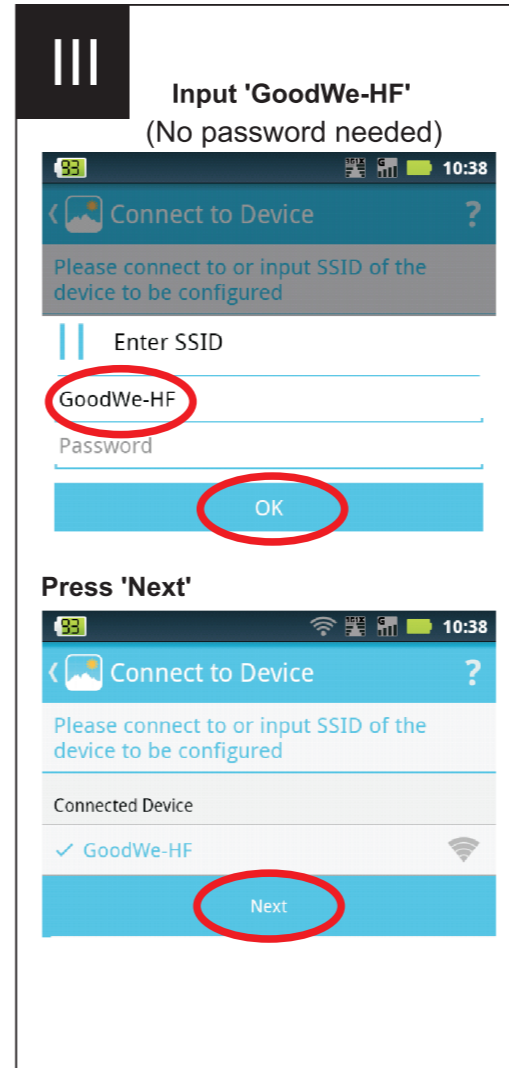 III
Input 'GoodWe-HF'
(No password needed)
93 10:38
Connect to Device ?
Please connect to or input SSID of the
device to be configured
Enter SSID
GoodWe-HF
Password
OK
Press 'Next'
93 10:38
Connect to Device ?
Please connect to or input SSID of the
device to be configured
Connected Device
GoodWe-HF
Next